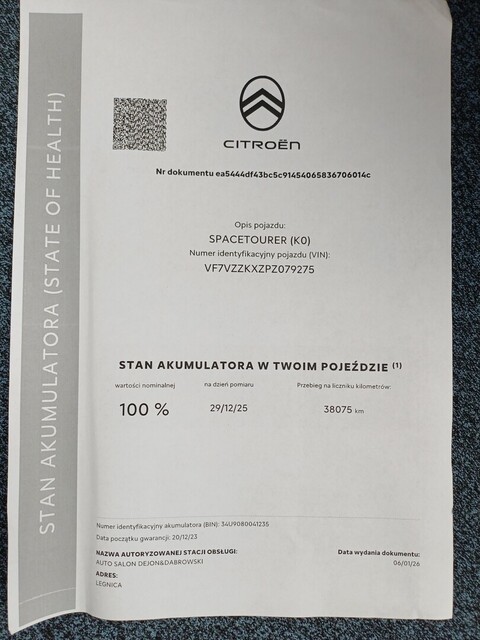 STAN AKUMULATORA (STATE OF HEALTH)
CITROËN
Nr dokumentu ea5444df43bc5c91454065836706014c
Opis pojazdu:
SPACETOURER (K0)
Numer identyfikacyjny pojazdu (VIN):
VF7VZZKXZPZ079275
STAN AKUMULATORA W TWOIM POJEŹDZIE (1)
wartości nominalnej na dzień pomiaru Przebieg na liczniku kilometrów:
100 % 29/12/25 38075 km
Numer identyfikacyjny akumulatora (BIN): 34U9080041235
Data początku gwarancji: 20/12/23
NAZWA AUTORYZOWANEJ STACJI OBSŁUGI: Data wydania dokumentu:
AUTO SALON DEJON&DABROWSKI 06/01/26
ADRES:
LEGNICA